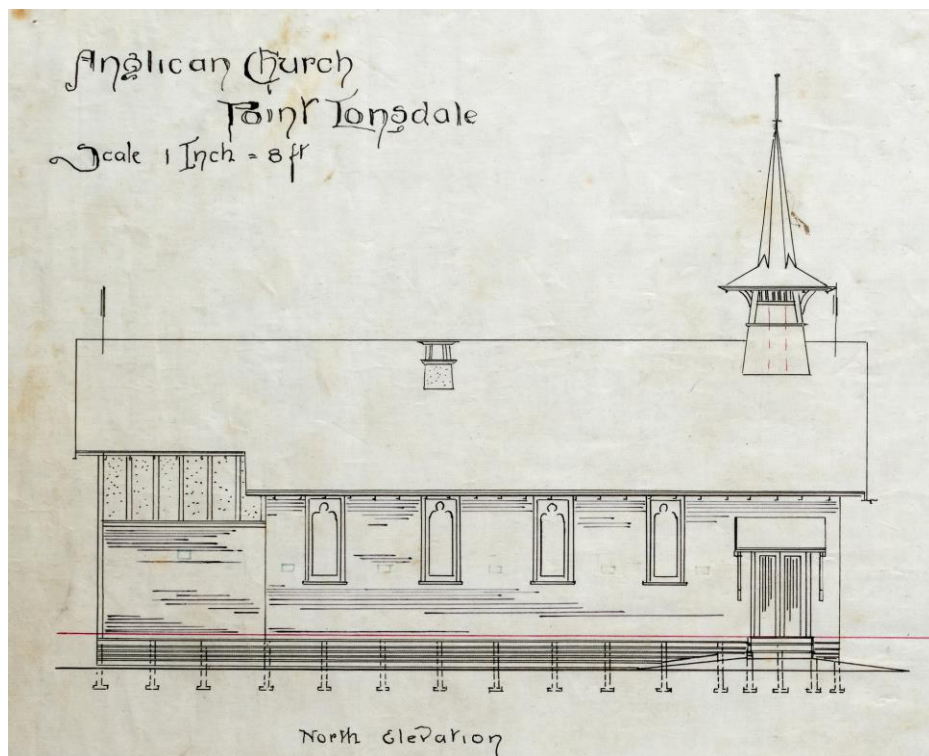 Anglican Church
Point Lonsdale
Scale 1 Inch = 8 ft
North Elevation